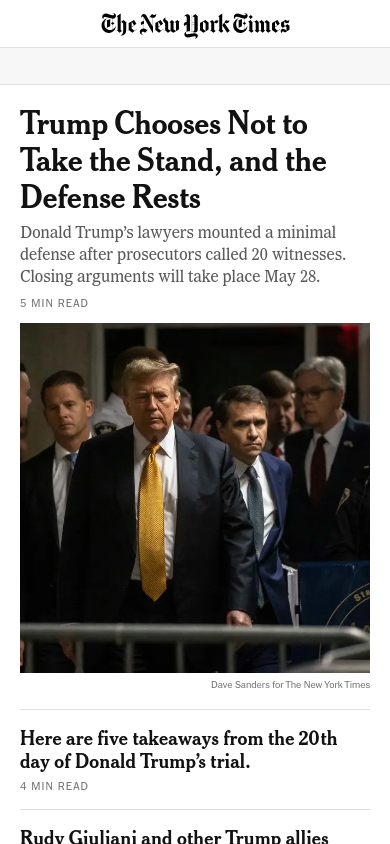 The New York Times
Trump Chooses Not to
Take the Stand, and the
Defense Rests
Donald Trump’s lawyers mounted a minimal
defense after prosecutors called 20 witnesses.
Closing arguments will take place May 28.
5 MIN READ
Sta
Dave Sanders for The New York Times
Here are five takeaways from the 20th
day of Donald Trump’s trial.
4 MIN READ
Rudy Giuliani and other Trump allies